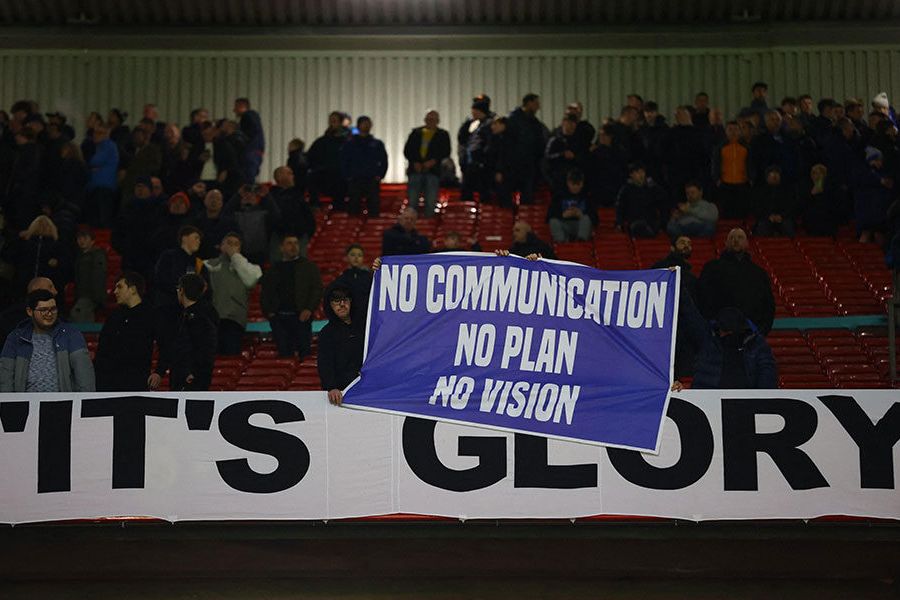 NO COMMUNICATION
NO PLAN
NO VISION
'IT'S GLORY